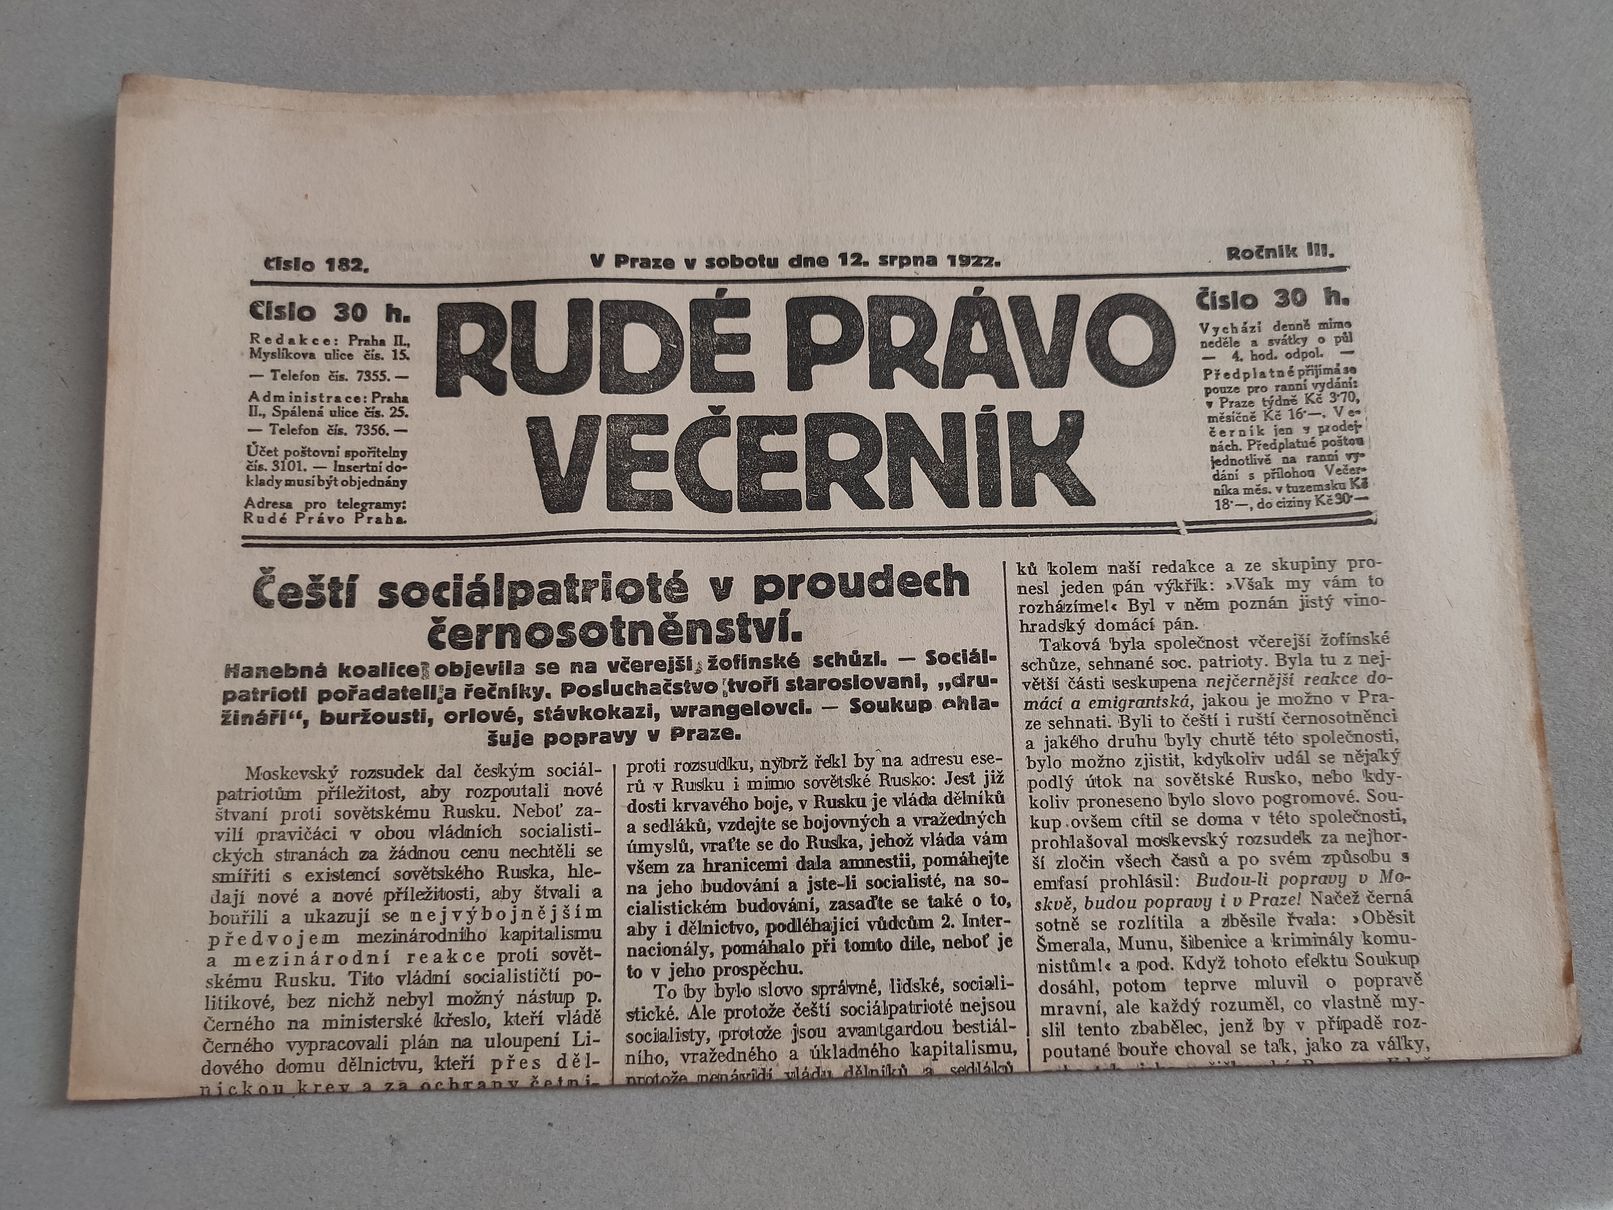 Číslo 182.
V Praze v sobotu dne 12. srpna 1922.
Ročník III.
Číslo 30 h.
Redakce: Praha II.,
Myslíkova ulice čís. 15.
— Telefon čís. 7355. —
Administrace: Praha
II., Spálená ulice čís. 25.
— Telefon čís. 7356. —
Účet poštovní spořitelny
čís. 3101. — Insertní do-
klady musí být objednány
Adresa pro telegramy:
Rudé Právo Praha.
RUDÉ PRÁVO
VEČERNÍK
Číslo 30 h.
Vychází denně mimo
neděle a svátky o půl
— 4. hod. odpol. —
Předplatné přijímá se
pouze pro ranní vydání:
v Praze týdně Kč 3·70,
měsíčně Kč 16·—. Ve-
černík jen v prodej-
nách. Předplatné poštou
jednotlivě na ranní vy-
dání s přílohou Večer-
níka měs. v tuzemsku Kč
18·—, do ciziny Kč 30·—
Čeští sociálpatrioté v proudech
černosotněnství.
Hanebná koalice objevila se na včerejší žofínské schůzi. — Sociál-
patrioti pořadateli a řečníky. Posluchačstvo tvoří staroslovani, „dru-
žináři“, buržousti, orlové, stávkokazi, wrangelovci. — Soukup ohla-
šuje popravy v Praze.
Moskevský rozsudek dal českým sociál-
patriotům příležitost, aby rozpoutali nové
štvaní proti sovětskému Rusku. Neboť za-
vilí pravičáci v obou vládních socialisti-
ckých stranách za žádnou cenu nechtěli se
smířiti s existencí sovětského Ruska, hle-
dají nové a nové příležitosti, aby štvali a
bouřili a ukazují se nejvýbojnějším
předvojem mezinárodního kapitalismu
a mezinárodní reakce proti sovět-
skému Rusku. Tito vládní socialističtí po-
litikové, bez nichž nebyl možný nástup p.
Černého na ministerské křeslo, kteří vládě
Černého vypracovali plán na uloupení Li-
dového domu dělnictvu, kteří přes děl-
nickou krev a za ochrany četní-
proti rozsudku, nýbrž řekl by na adresu ese-
rů v Rusku i mimo sovětské Rusko: Jest již
dosti krvavého boje, v Rusku je vláda dělníků
a sedláků, vzdejte se bojovných a vražedných
úmyslů, vraťte se do Ruska, jehož vláda vám
všem za hranicemi dala amnestii, pomáhejte
na jeho budování a jste-li socialisté, na so-
cialistickém budování, zasaďte se také o to,
aby i dělnictvo, podléhající vůdcům 2. Inter-
nacionály, pomáhalo při tomto díle, neboť je
to v jeho prospěchu.
To by bylo slovo správné, lidské, sociali-
stické. Ale protože čeští sociálpatrioté nejsou
socialisty, protože jsou avantgardou bestiál-
ního, vražedného a úkladného kapitalismu,
protože nenávidí vládu dělníků a sedláků
ků kolem naší redakce a ze skupiny pro-
nesl jeden pán výkřik: »Však my vám to
rozházíme!« Byl v něm poznán jistý vino-
hradský domácí pán.
Taková byla společnost včerejší žofínské
schůze, sehnané soc. patrioty. Byla tu z nej-
větší části seskupena nejčernější reakce do-
mácí a emigrantská, jakou je možno v Pra-
ze sehnati. Byli to čeští i ruští černosotněnci
a jakého druhu byly chutě této společnosti,
bylo možno zjistit, kdykoliv udál se nějaký
podlý útok na sovětské Rusko, nebo kdy-
koliv proneseno bylo slovo pogromové. Sou-
kup ovšem cítil se doma v této společnosti,
prohlašoval moskevský rozsudek za nejhor-
ší zločin všech časů a po svém způsobu s
emfasí prohlásil: Budou-li popravy v Mo-
skvě, budou popravy i v Praze! Načež černá
sotně se rozlítila a zběsile řvala: »Oběsit
Šmerala, Munu, šibenice a kriminály komu-
nistům!« a pod. Když tohoto efektu Soukup
dosáhl, potom teprve mluvil o popravě
mravní, ale každý rozuměl, co vlastně my-
slil tento zbabělec, jenž by v případě roz-
poutané bouře choval se tak, jako za války,